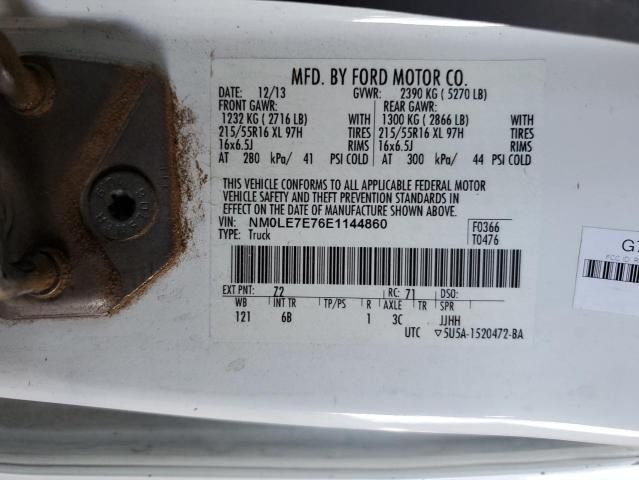 MFD. BY FORD MOTOR CO.
DATE: 12/13 GVWR: 2390 KG ( 5270 LB)
FRONT GAWR: REAR GAWR:
1232 KG ( 2716 LB) 1300 KG ( 2866 LB)
215/55R16 XL 97H TIRES 215/55R16 XL 97H TIRES
16x6.5J RIMS 16x6.5J RIMS
AT 280 kPa/ 41 PSI COLD AT 300 kPa/ 44 PSI COLD
THIS VEHICLE CONFORMS TO ALL APPLICABLE FEDERAL MOTOR
VEHICLE SAFETY AND THEFT PREVENTION STANDARDS IN
EFFECT ON THE DATE OF MANUFACTURE SHOWN ABOVE.
VIN: NM0LE7E76E1144860 F0366
TYPE: Truck T0476
EXT PNT: 72 RC: 71 DSO:
WB INT TR TP/PS R AXLE TR SPR
121 6B 1 3C JJHH
UTC ▽5U5A-1520472-BA